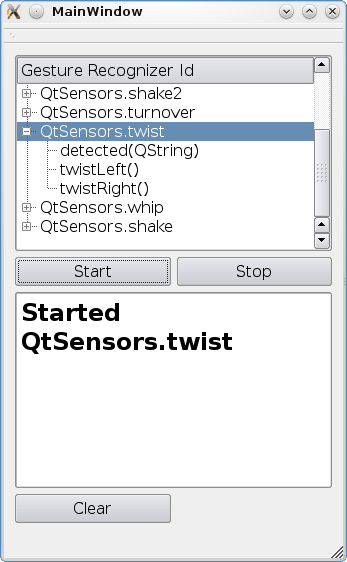 MainWindow
Gesture Recognizer Id
QtSensors.shake2
QtSensors.turnover
QtSensors.twist
detected(QString)
twistLeft()
twistRight()
QtSensors.whip
QtSensors.shake
Start
Stop
Started
QtSensors.twist
Clear